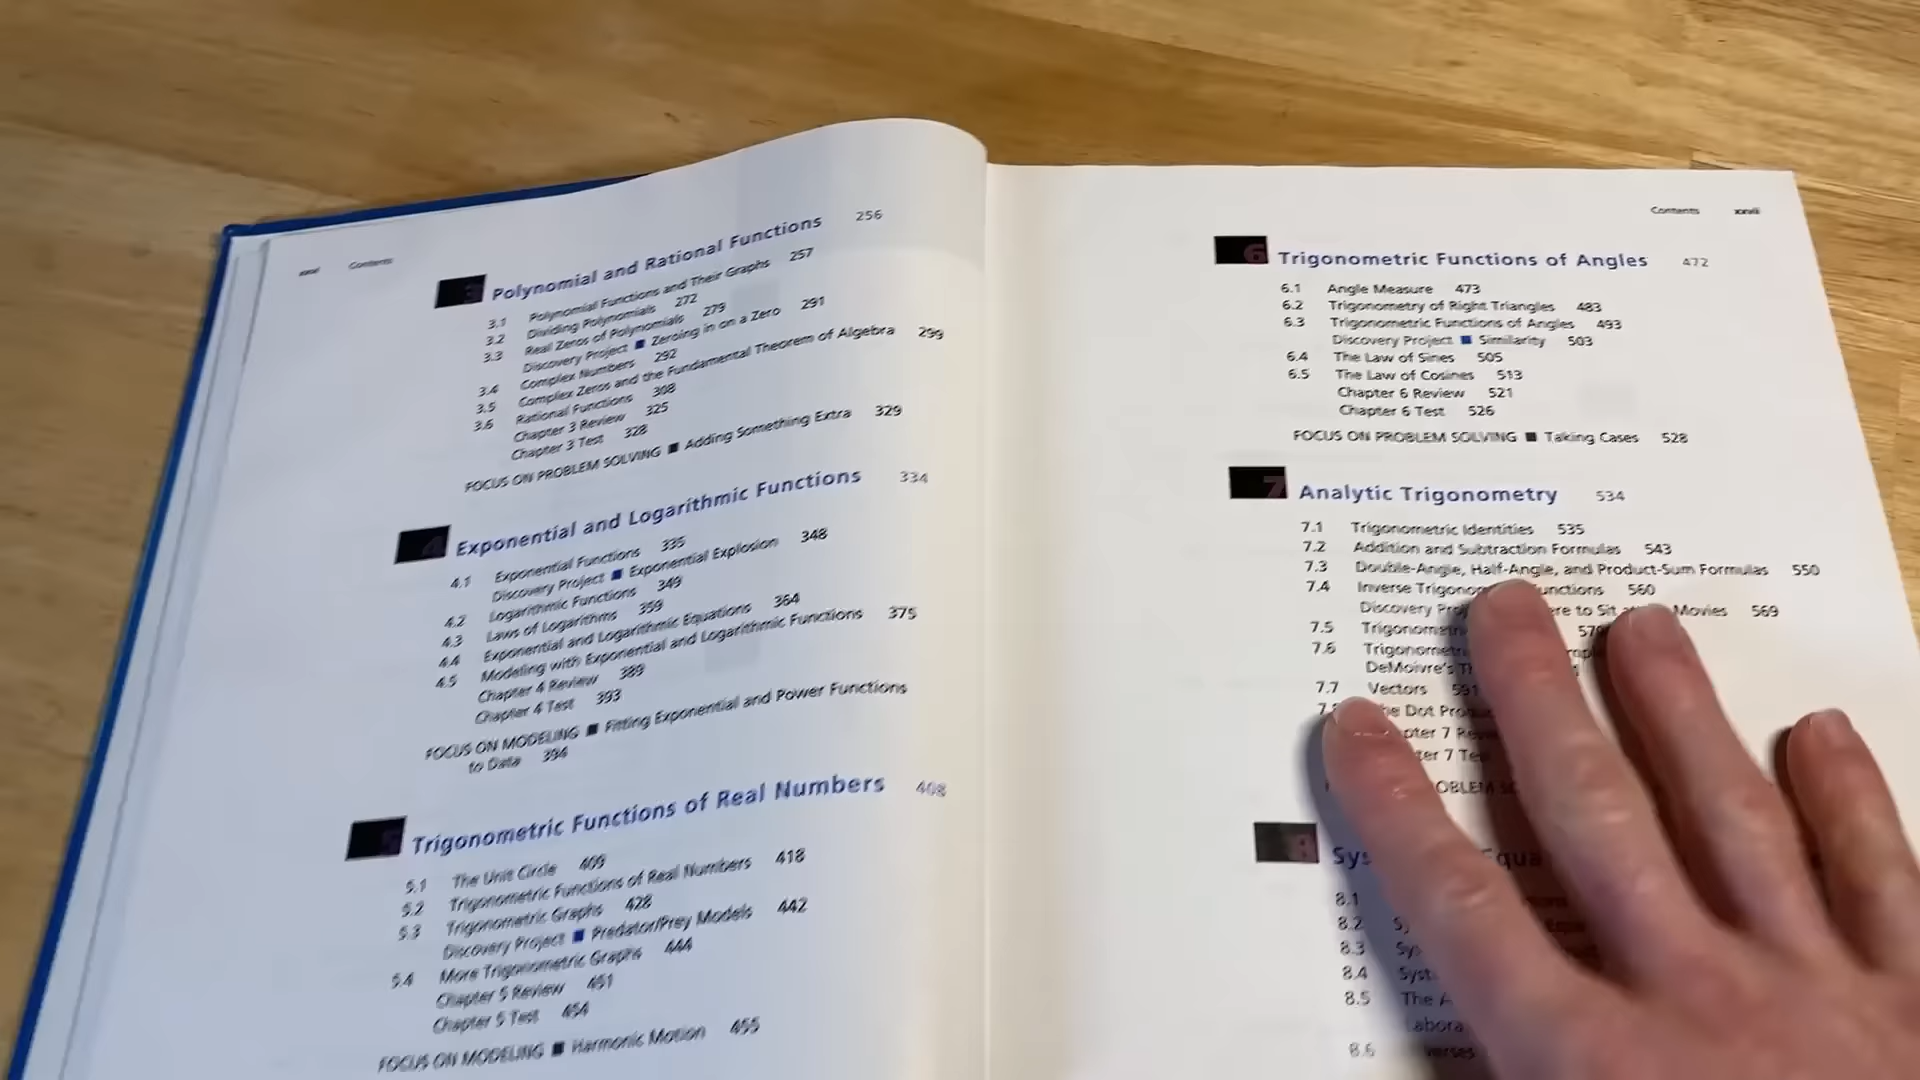 Contents
3 Polynomial and Rational Functions 256
3.1 Polynomial Functions and Their Graphs 257
3.2 Dividing Polynomials 272
3.3 Real Zeros of Polynomials 279
Discovery Project ■ Zeroing in on a Zero 291
3.4 Complex Numbers 292
3.5 Complex Zeros and the Fundamental Theorem of Algebra 299
3.6 Rational Functions 308
Chapter 3 Review 325
Chapter 3 Test 328
FOCUS ON PROBLEM SOLVING ■ Adding Something Extra 329
4 Exponential and Logarithmic Functions 334
4.1 Exponential Functions 335
Discovery Project ■ Exponential Explosion 348
4.2 Logarithmic Functions 349
4.3 Laws of Logarithms 359
4.4 Exponential and Logarithmic Equations 364
4.5 Modeling with Exponential and Logarithmic Functions 375
Chapter 4 Review 389
Chapter 4 Test 393
FOCUS ON MODELING ■ Fitting Exponential and Power Functions
to Data 394
Trigonometric Functions of Real Numbers 408
5.1 The Unit Circle 409
5.2 Trigonometric Functions of Real Numbers 418
5.3 Trigonometric Graphs 428
Discovery Project ■ Predator/Prey Models 442
5.4 More Trigonometric Graphs 444
Chapter 5 Review 451
Chapter 5 Test 454
FOCUS ON MODELING ■ Harmonic Motion 455
Contents xxvii
6 Trigonometric Functions of Angles 472
6.1 Angle Measure 473
6.2 Trigonometry of Right Triangles 483
6.3 Trigonometric Functions of Angles 493
Discovery Project ■ Similarity 503
6.4 The Law of Sines 505
6.5 The Law of Cosines 513
Chapter 6 Review 521
Chapter 6 Test 526
FOCUS ON PROBLEM SOLVING ■ Taking Cases 528
7 Analytic Trigonometry 534
7.1 Trigonometric Identities 535
7.2 Addition and Subtraction Formulas 543
7.3 Double-Angle, Half-Angle, and Product-Sum Formulas 550
7.4 Inverse 560
Discovery to Sit Movies 569
7.5
7.6
DeMoivre's
7.7 Vectors 591
Dot
7
7
8
8.1
8.2
8.3
8.4
8.5 The
8.6